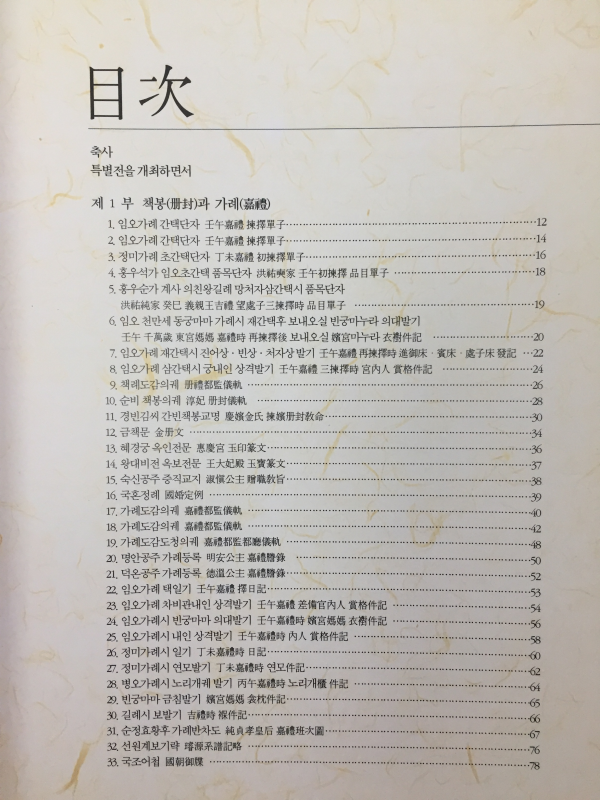 目次
축사
특별전을 개최하면서
제 1 부 책봉(册封)과 가례(嘉禮)
1. 임오가례 간택단자 壬午嘉禮 揀擇單子 12
2. 임오가례 간택단자 壬午嘉禮 揀擇單子 14
3. 정미가례 초간택단자 丁未嘉禮 初揀擇單子 16
4. 홍우석가 임오초간택 품목단자 洪祐奭家 壬午初揀擇 品目單子 18
5. 홍우순가 계사 의친왕길례 망처자삼간택시 품목단자
洪祐純家 癸巳 義親王吉禮 望處子三揀擇時 品目單子 19
6. 임오 천만세 동궁마마 가례시 재간택후 보내오실 빈궁마누라 의대발기
壬午 千萬歲 東宮媽媽 嘉禮時 再揀擇後 보내오실 嬪宮마누라 衣襨件記 20
7. 임오가례 재간택시 진어상·빈상·처자상 발기 壬午嘉禮 再揀擇時 進御床·賓床·處子床 發記 22
8. 임오가례 삼간택시 궁내인 상격발기 壬午嘉禮 三揀擇時 宮內人 賞格件記 24
9. 책례도감의궤 册禮都監儀軌 26
10. 순비 책봉의궤 淳妃 册封儀軌 28
11. 경빈김씨 간빈책봉교명 慶嬪金氏 揀嬪册封敎命 30
12. 금책문 金册文 34
13. 혜경궁 옥인전문 惠慶宮 玉印篆文 36
14. 왕대비전 옥보전문 王大妃殿 玉寶篆文 37
15. 숙신공주 증직교지 淑愼公主 贈職敎旨 38
16. 국혼정례 國婚定例 39
17. 가례도감의궤 嘉禮都監儀軌 40
18. 가례도감의궤 嘉禮都監儀軌 42
19. 가례도감도청의궤 嘉禮都監都廳儀軌 48
20. 명안공주 가례등록 明安公主 嘉禮謄錄 50
21. 덕온공주 가례등록 德溫公主 嘉禮謄錄 52
22. 임오가례 택일기 壬午嘉禮 擇日記 53
23. 임오가례 차비관내인 상격발기 壬午嘉禮 差備官內人 賞格件記 54
24. 임오가례시 빈궁마마 의대발기 壬午嘉禮時 嬪宮媽媽 衣襨件記 56
25. 임오가례시 내인 상격발기 壬午嘉禮時 內人 賞格件記 58
26. 정미가례시 일기 丁未嘉禮時 日記 60
27. 정미가례시 연모발기 丁未嘉禮時 연모件記 62
28. 병오가례시 노리개궤 발기 丙午嘉禮時 노리개櫃 件記 64
29. 빈궁마마 금침발기 嬪宮媽媽 衾枕件記 65
30. 길례시 보발기 吉禮時 褓件記 66
31. 순정효황후 가례반차도 純貞孝皇后 嘉禮班次圖 67
32. 선원계보기략 璿源系譜記略 76
33. 국조어첩 國朝御牒 78